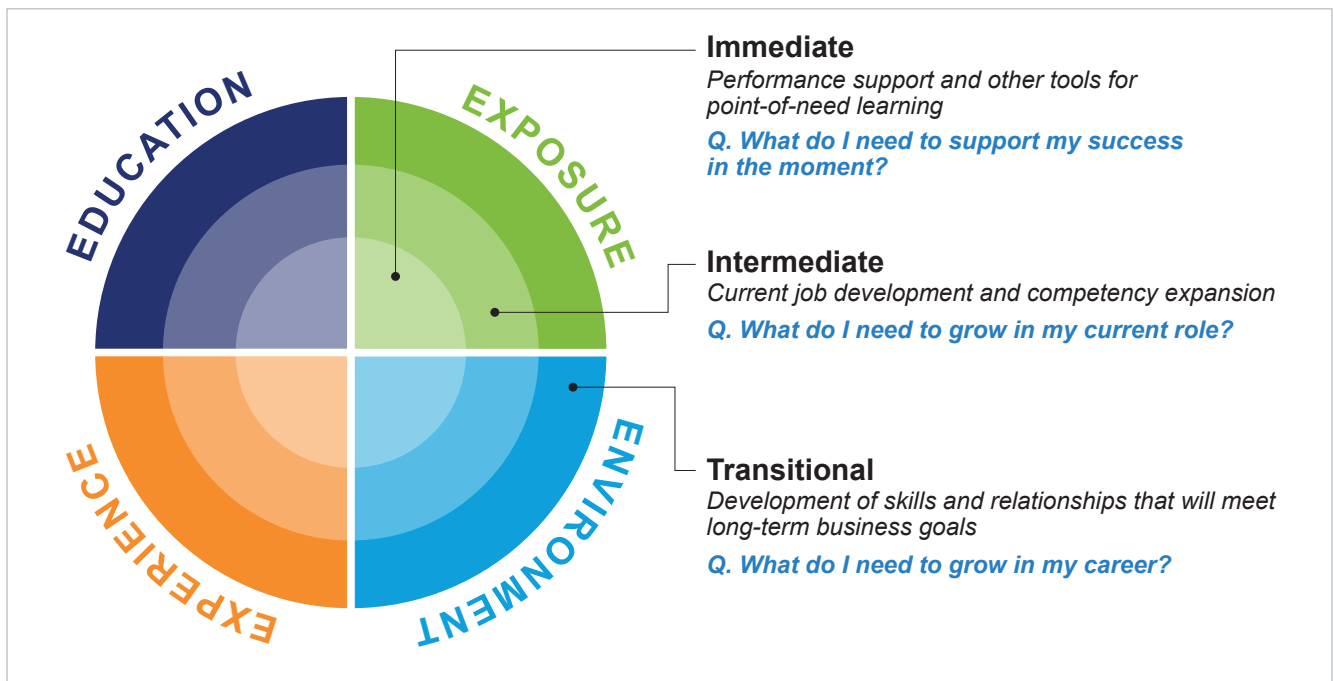 EDUCATION
EXPOSURE
EXPERIENCE
ENVIRONMENT
Immediate
Performance support and other tools for
point-of-need learning
Q. What do I need to support my success
in the moment?
Intermediate
Current job development and competency expansion
Q. What do I need to grow in my current role?
Transitional
Development of skills and relationships that will meet
long-term business goals
Q. What do I need to grow in my career?